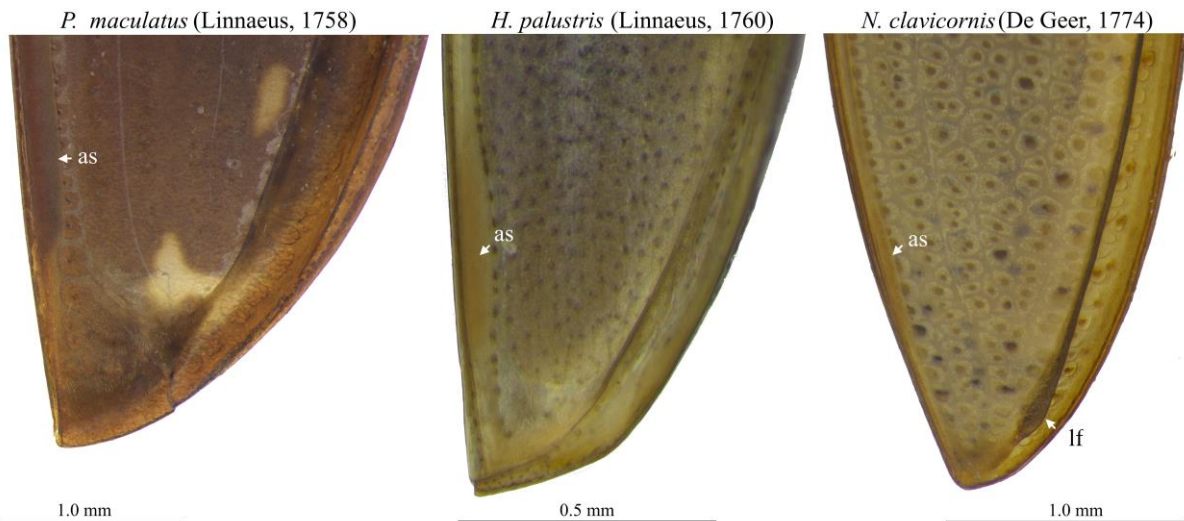 P. maculatus (Linnaeus, 1758)
H. palustris (Linnaeus, 1760)
N. clavicornis (De Geer, 1774)
as
as
as
lf
1.0 mm
0.5 mm
1.0 mm